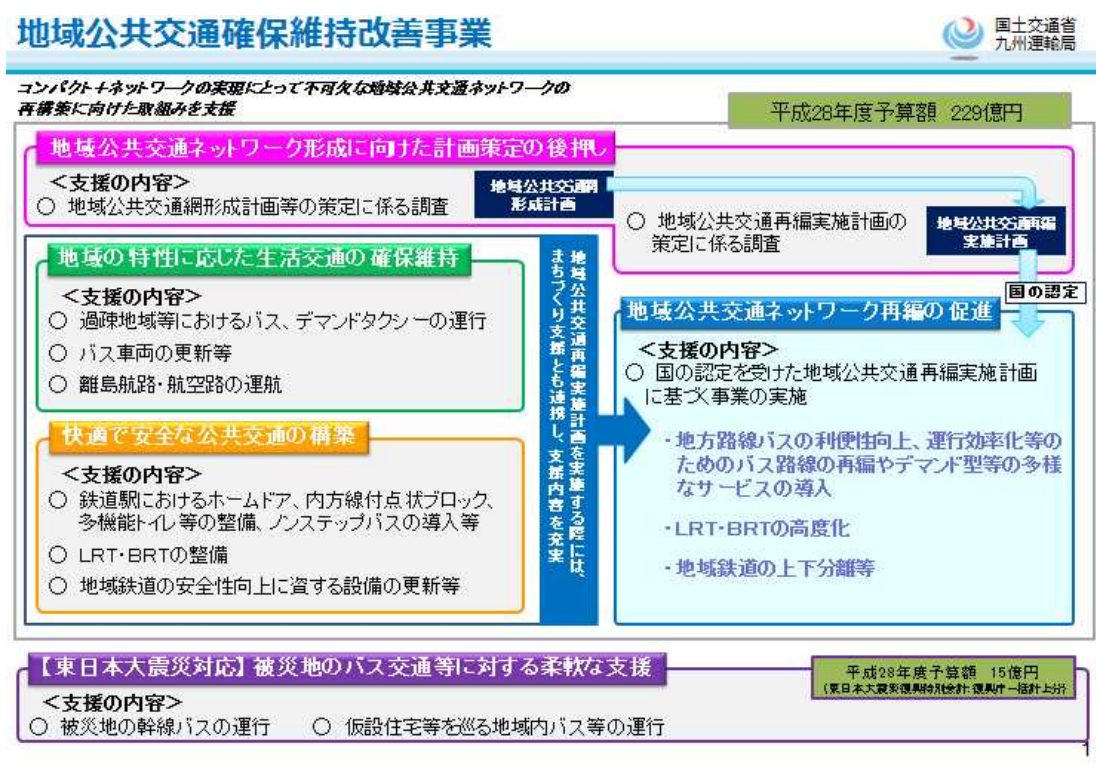 地域公共交通確保維持改善事業
国土交通省
九州運輸局
コンパクト+ネットワークの実現にとって不可欠な地域公共交通ネットワークの
再構築に向けた取組みを支援
平成28年度予算額 229億円
地域公共交通ネットワーク形成に向けた計画策定の後押し
<支援の内容>
○ 地域公共交通網形成計画等の策定に係る調査
地域公共交通網
形成計画
○ 地域公共交通再編実施計画の
策定に係る調査
地域公共交通再編
実施計画
国の認定
地域の特性に応じた生活交通の確保維持
<支援の内容>
○ 過疎地域等におけるバス、デマンドタクシーの運行
○ バス車両の更新等
○ 離島航路・航空路の運航
快適で安全な公共交通の構築
<支援の内容>
○ 鉄道駅におけるホームドア、内方線付点状ブロック、
多機能トイレ等の整備、ノンステップバスの導入等
○ LRT・BRTの整備
○ 地域鉄道の安全性向上に資する設備の更新等
地域公共交通再編実施計画を実施する際には、
まちづくり支援とも連携し、支援内容を充実
地域公共交通ネットワーク再編の促進
<支援の内容>
○ 国の認定を受けた地域公共交通再編実施計画
に基づく事業の実施
・地方路線バスの利便性向上、運行効率化等の
ためのバス路線の再編やデマンド型等の多様
なサービスの導入
・LRT・BRTの高度化
・地域鉄道の上下分離等
【東日本大震災対応】被災地のバス交通等に対する柔軟な支援
平成28年度予算額 15億円
(東日本大震災復興特別会計:復興庁一括計上分)
<支援の内容>
○ 被災地の幹線バスの運行 ○ 仮設住宅等を巡る地域内バス等の運行
1